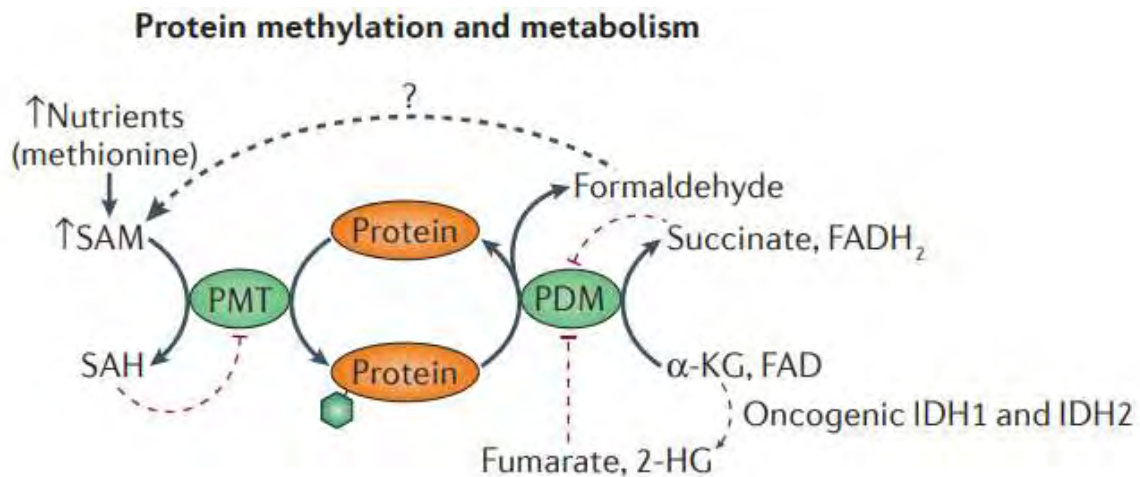 Protein methylation and metabolism
?
↑Nutrients
(methionine)
Formaldehyde
↑SAM
Protein
Succinate, FADH₂
PMT
PDM
SAH
Protein
α-KG, FAD
Oncogenic IDH1 and IDH2
Fumarate, 2-HG